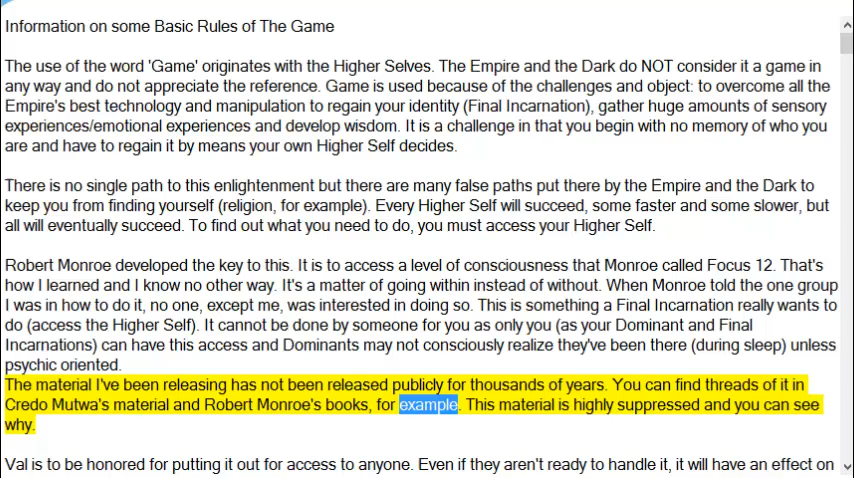 Information on some Basic Rules of The Game
The use of the word 'Game' originates with the Higher Selves. The Empire and the Dark do NOT consider it a game in
any way and do not appreciate the reference. Game is used because of the challenges and object: to overcome all the
Empire's best technology and manipulation to regain your identity (Final Incarnation), gather huge amounts of sensory
experiences/emotional experiences and develop wisdom. It is a challenge in that you begin with no memory of who you
are and have to regain it by means your own Higher Self decides.
There is no single path to this enlightenment but there are many false paths put there by the Empire and the Dark to
keep you from finding yourself (religion, for example). Every Higher Self will succeed, some faster and some slower, but
all will eventually succeed. To find out what you need to do, you must access your Higher Self.
Robert Monroe developed the key to this. It is to access a level of consciousness that Monroe called Focus 12. That's
how I learned and I know no other way. It's a matter of going within instead of without. When Monroe told the one group
I was in how to do it, no one, except me, was interested in doing so. This is something a Final Incarnation really wants to
do (access the Higher Self). It cannot be done by someone for you as only you (as your Dominant and Final
Incarnations) can have this access and Dominants may not consciously realize they've been there (during sleep) unless
psychic oriented.
The material I've been releasing has not been released publicly for thousands of years. You can find threads of it in
Credo Mutwa's material and Robert Monroe's books, for example. This material is highly suppressed and you can see
why.
Val is to be honored for putting it out for access to anyone. Even if they aren't ready to handle it, it will have an effect on